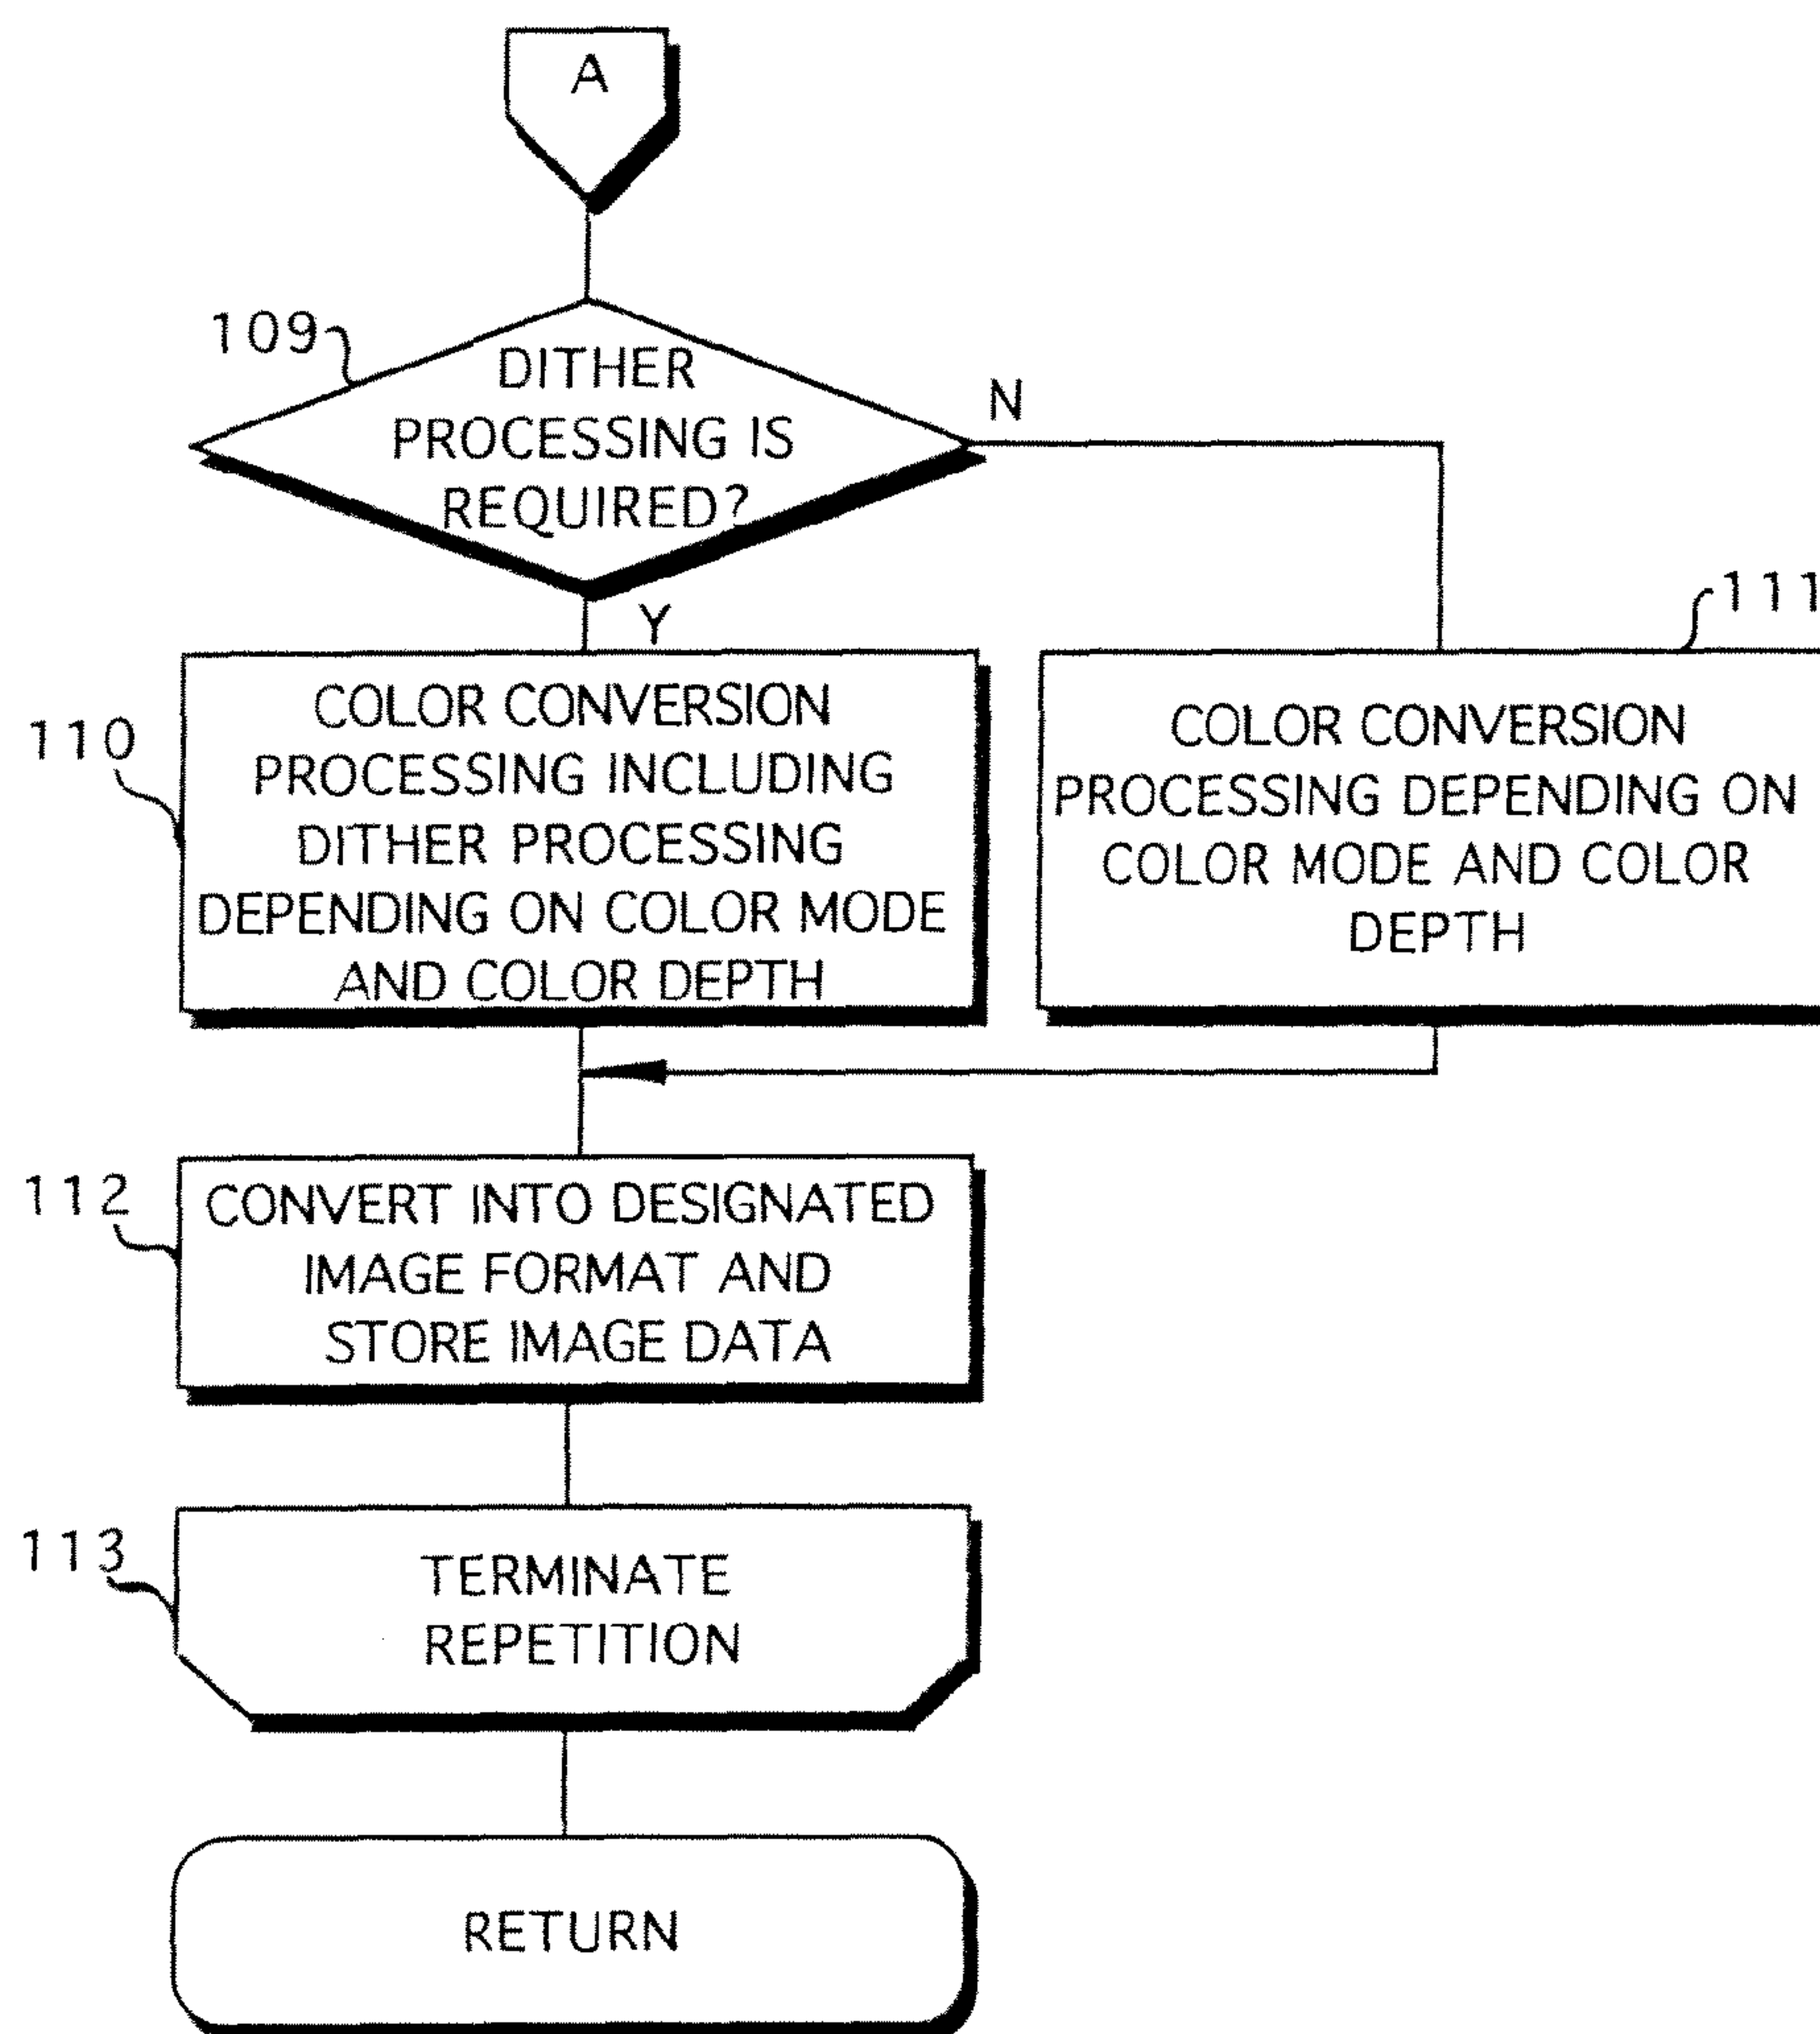 A
109
DITHER
PROCESSING IS
REQUIRED?
N
Y
111
110
COLOR CONVERSION
PROCESSING INCLUDING
DITHER PROCESSING
DEPENDING ON COLOR MODE
AND COLOR DEPTH
COLOR CONVERSION
PROCESSING DEPENDING ON
COLOR MODE AND COLOR
DEPTH
112
CONVERT INTO DESIGNATED
IMAGE FORMAT AND
STORE IMAGE DATA
113
TERMINATE
REPETITION
RETURN